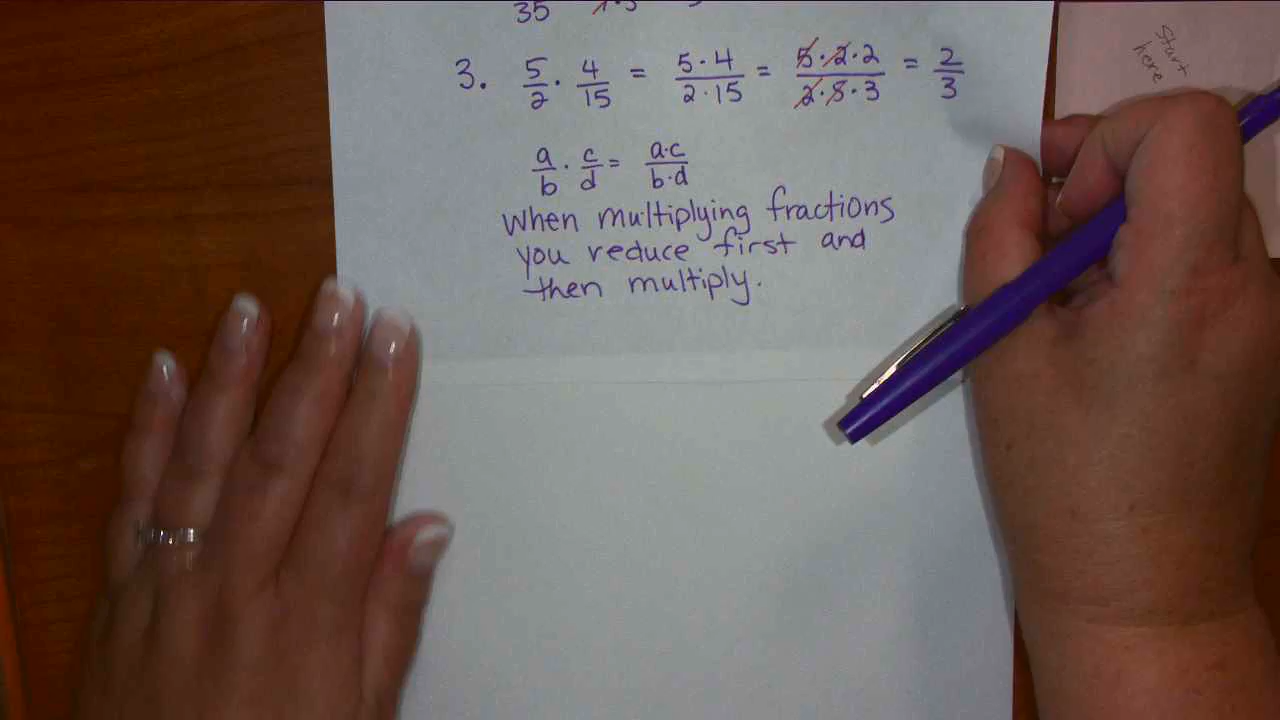 35
3. 5/2 · 4/15 = 5·4/2·15 = 5·2·2/2·5·3 = 2/3
a/b · c/d = a·c/b·d
When multiplying fractions
you reduce first and
then multiply.
Start
here